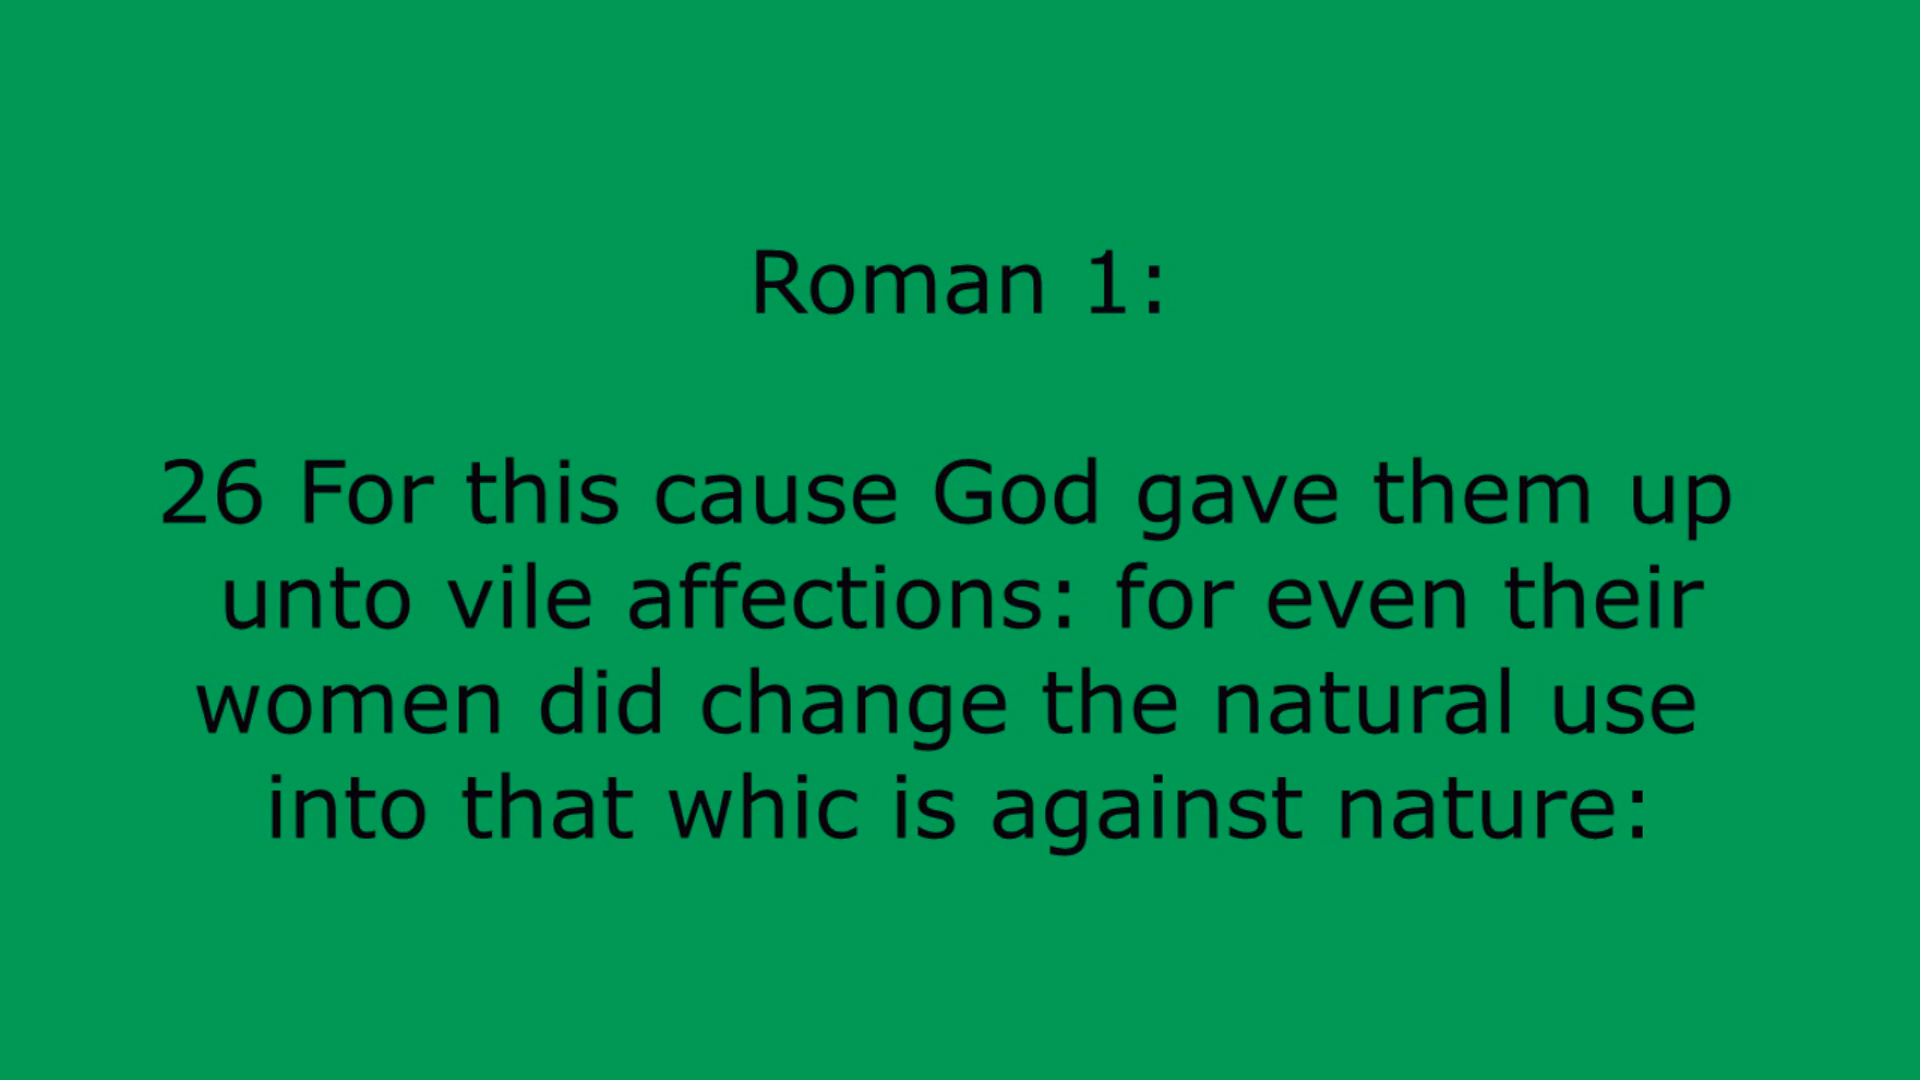 Roman 1:
26 For this cause God gave them up
unto vile affections: for even their
women did change the natural use
into that whic is against nature: